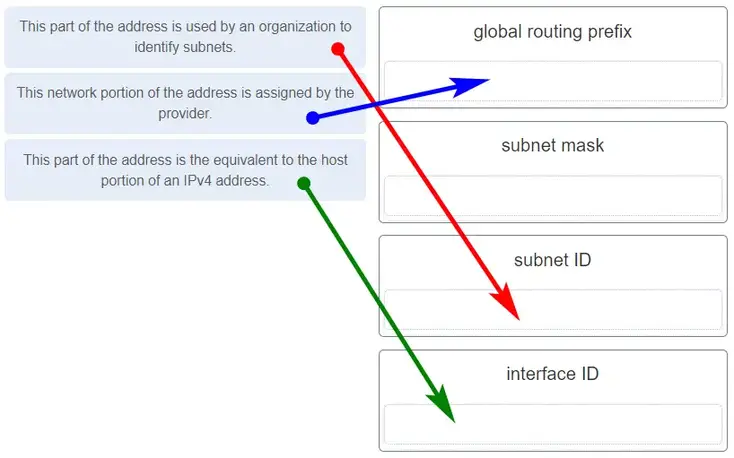 This part of the address is used by an organization to
identify subnets.
This network portion of the address is assigned by the
provider.
This part of the address is the equivalent to the host
portion of an IPv4 address.
global routing prefix
subnet mask
subnet ID
interface ID